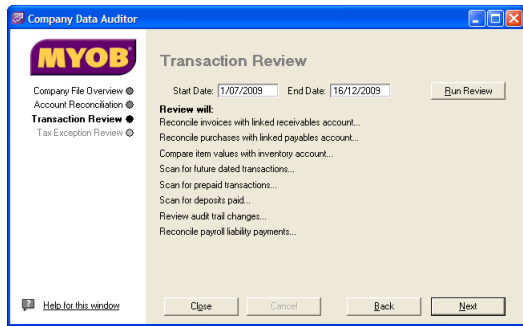 Company Data Auditor
MYOB
Company File Overview
Account Reconciliation
Transaction Review
Tax Exception Review
Transaction Review
Start Date: 1/07/2009 End Date: 16/12/2009 Run Review
Review will:
Reconcile invoices with linked receivables account...
Reconcile purchases with linked payables account...
Compare item values with inventory account...
Scan for future dated transactions...
Scan for prepaid transactions...
Scan for deposits paid...
Review audit trail changes...
Reconcile payroll liability payments...
? Help for this window Close Cancel Back Next